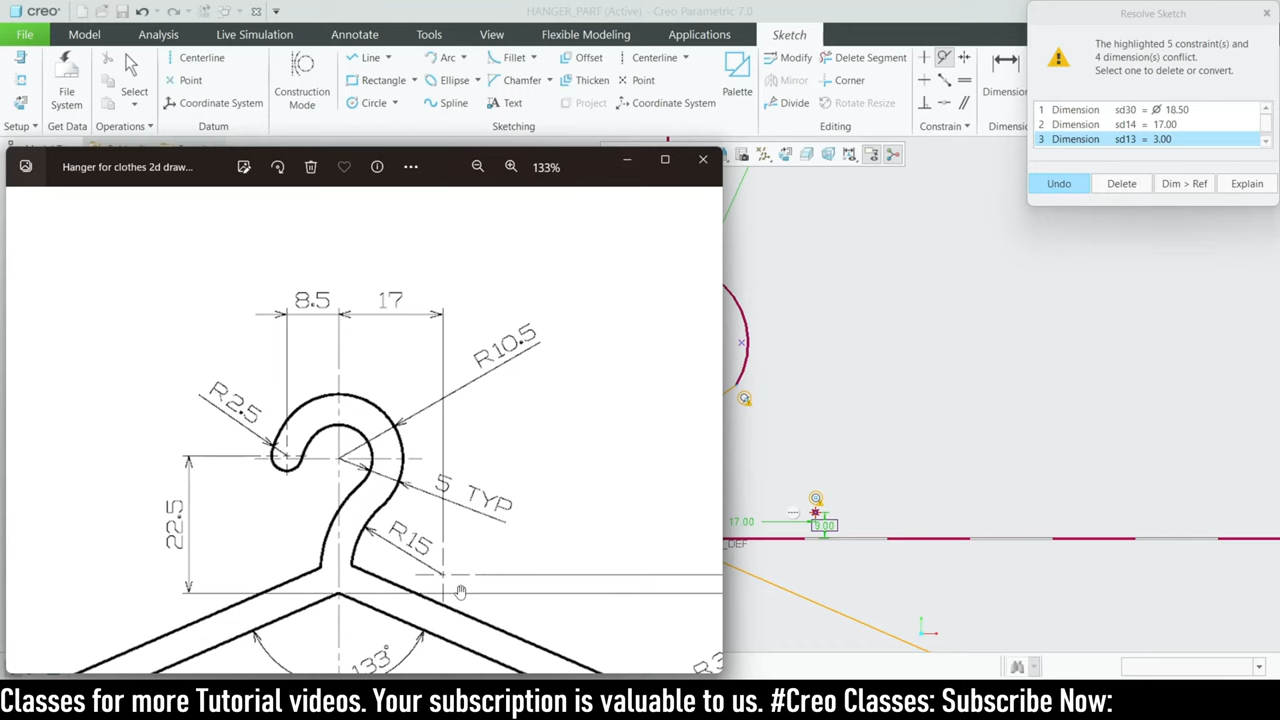 creo HANGER_PART (Active) - Creo Parametric 7.0
File Model Analysis Live Simulation Annotate Tools View Flexible Modeling Applications Sketch
Centerline Line Arc Fillet Offset Centerline Modify Delete Segment
Point Rectangle Ellipse Chamfer Thicken Point Mirror Corner
Coordinate System Circle Spline Text Project Coordinate System Divide Rotate Resize
File System Select Construction Mode Palette Dimension
Setup Get Data Operations Datum Sketching Editing Constrain
Resolve Sketch
The highlighted 5 constraint(s) and
4 dimension(s) conflict.
Select one to delete or convert.
1 Dimension sd30 = Ø 18.50
2 Dimension sd14 = 17.00
3 Dimension sd13 = 3.00
Undo Delete Dim > Ref Explain
Hanger for clothes 2d draw... 133%
8.5 17
R10.5
R2.5
5 TYP
22.5
R15
133°
17.00
9.00
_DEF
Classes for more Tutorial videos. Your subscription is valuable to us. #Creo Classes: Subscribe Now: